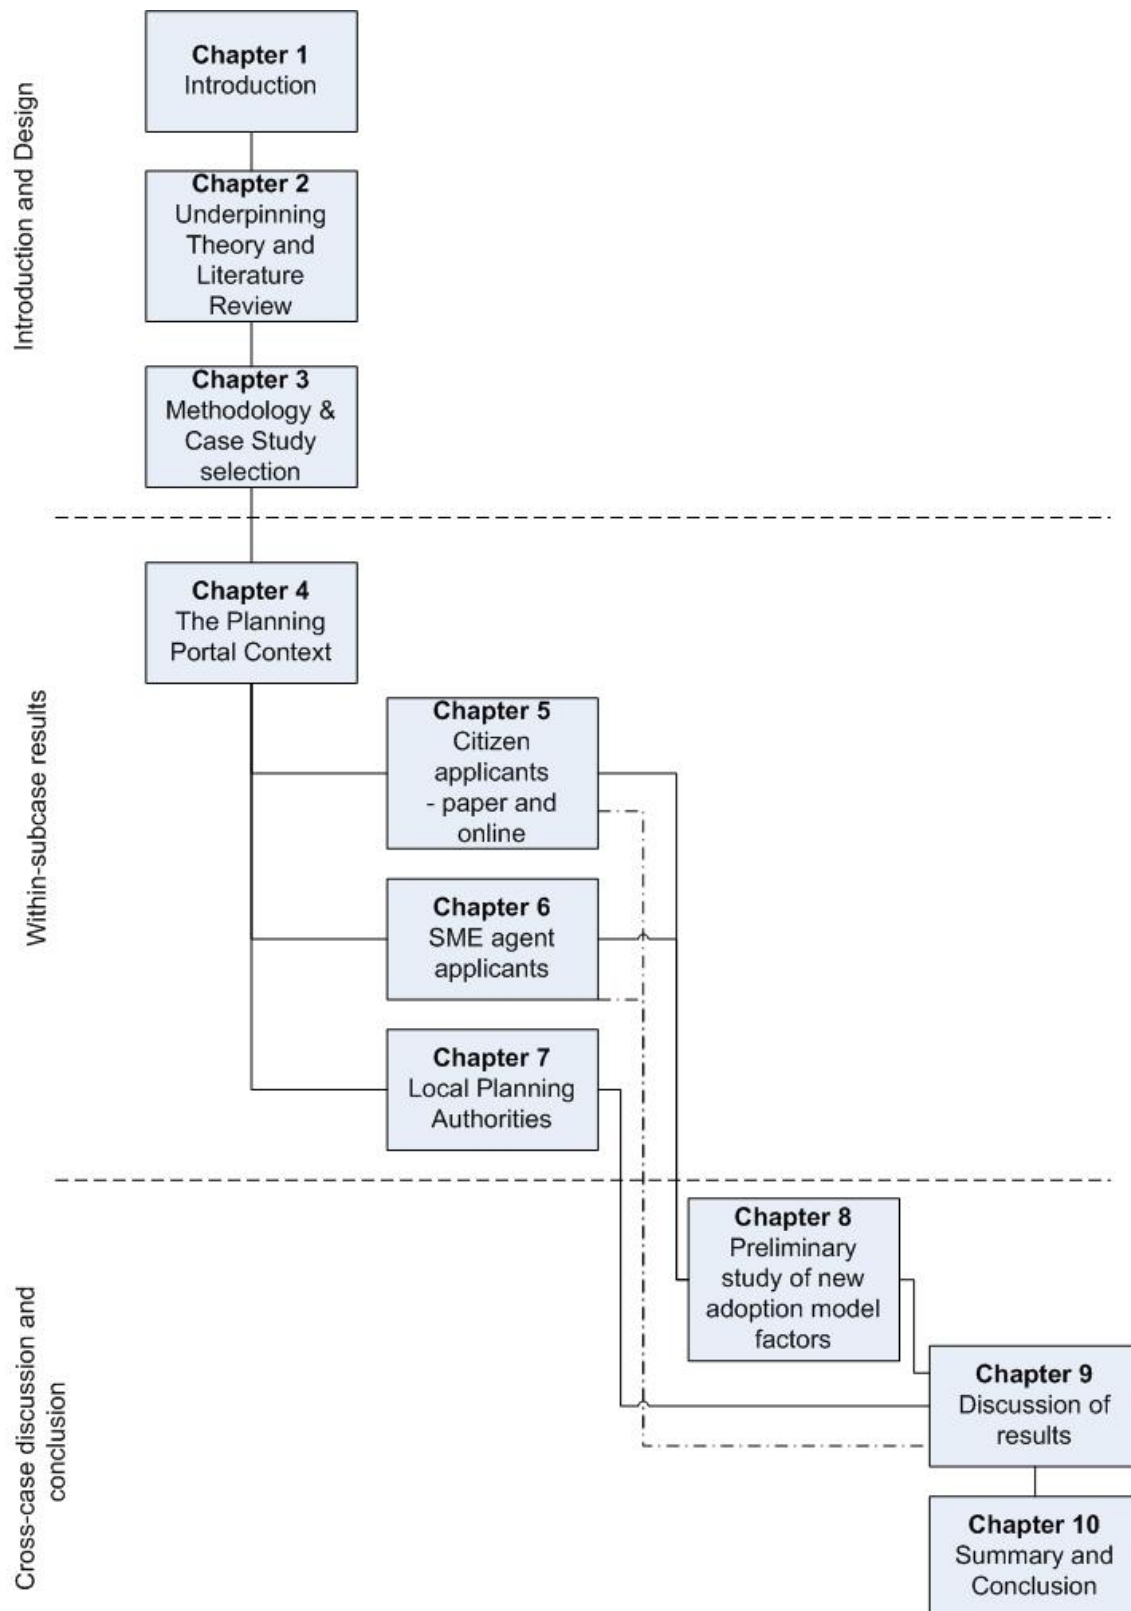 Introduction and Design
Chapter 1
Introduction
Chapter 2
Underpinning
Theory and
Literature
Review
Chapter 3
Methodology &
Case Study
selection
Within-subcase results
Chapter 4
The Planning
Portal Context
Chapter 5
Citizen
applicants
- paper and
online
Chapter 6
SME agent
applicants
Chapter 7
Local Planning
Authorities
Cross-case discussion and
conclusion
Chapter 8
Preliminary
study of new
adoption model
factors
Chapter 9
Discussion of
results
Chapter 10
Summary and
Conclusion